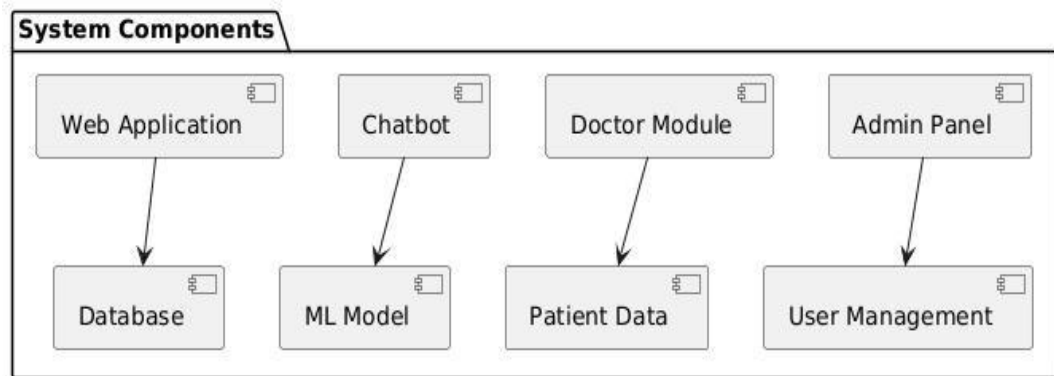 System Components
Web Application
Chatbot
Doctor Module
Admin Panel
Database
ML Model
Patient Data
User Management